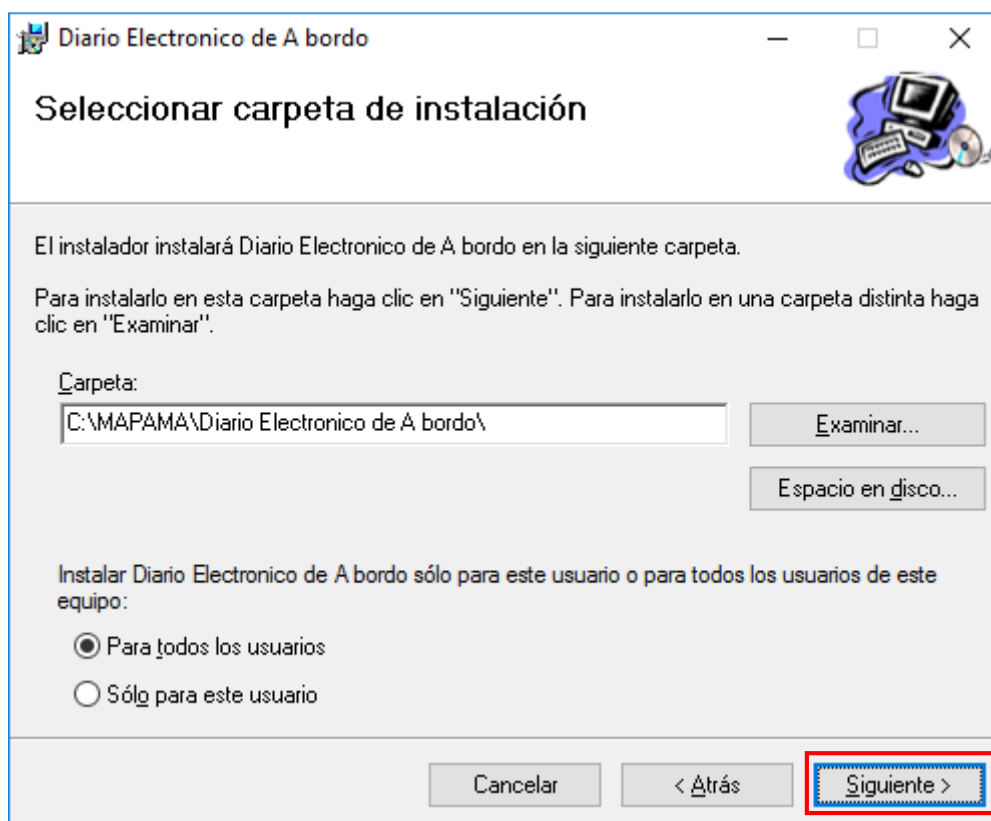 Diario Electronico de A bordo
Seleccionar carpeta de instalación
El instalador instalará Diario Electronico de A bordo en la siguiente carpeta.
Para instalarlo en esta carpeta haga clic en "Siguiente". Para instalarlo en una carpeta distinta haga
clic en "Examinar".
Carpeta:
C:\MAPAMA\Diario Electronico de A bordo\
Examinar...
Espacio en disco...
Instalar Diario Electronico de A bordo sólo para este usuario o para todos los usuarios de este
equipo:
Para todos los usuarios
Sólo para este usuario
Cancelar
< Atrás
Siguiente >